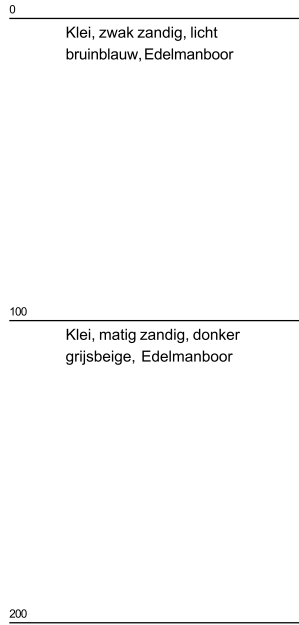 0
Klei, zwak zandig, licht
bruinblauw, Edelmanboor
100
Klei, matig zandig, donker
grijsbeige, Edelmanboor
200